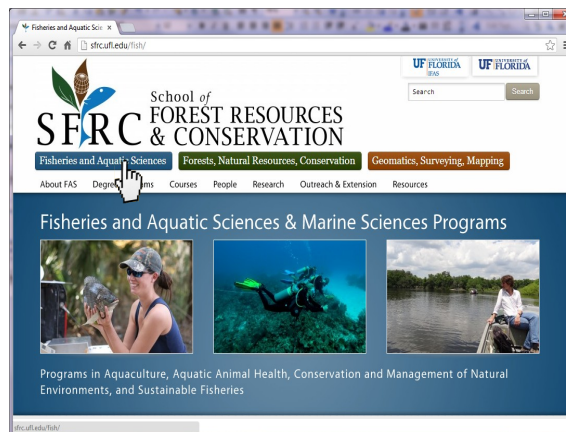 Fisheries and Aquatic Scie
sfrc.ufl.edu/fish/
UF UNIVERSITY of FLORIDA
IFAS
UF UNIVERSITY of FLORIDA
Search
Search
SFRC
School of
FOREST RESOURCES
& CONSERVATION
Fisheries and Aquatic Sciences
Forests, Natural Resources, Conservation
Geomatics, Surveying, Mapping
About FAS
Courses
People
Research
Outreach & Extension
Resources
Fisheries and Aquatic Sciences & Marine Sciences Programs
Programs in Aquaculture, Aquatic Animal Health, Conservation and Management of Natural
Environments, and Sustainable Fisheries
sfrc.ufl.edu/fish/